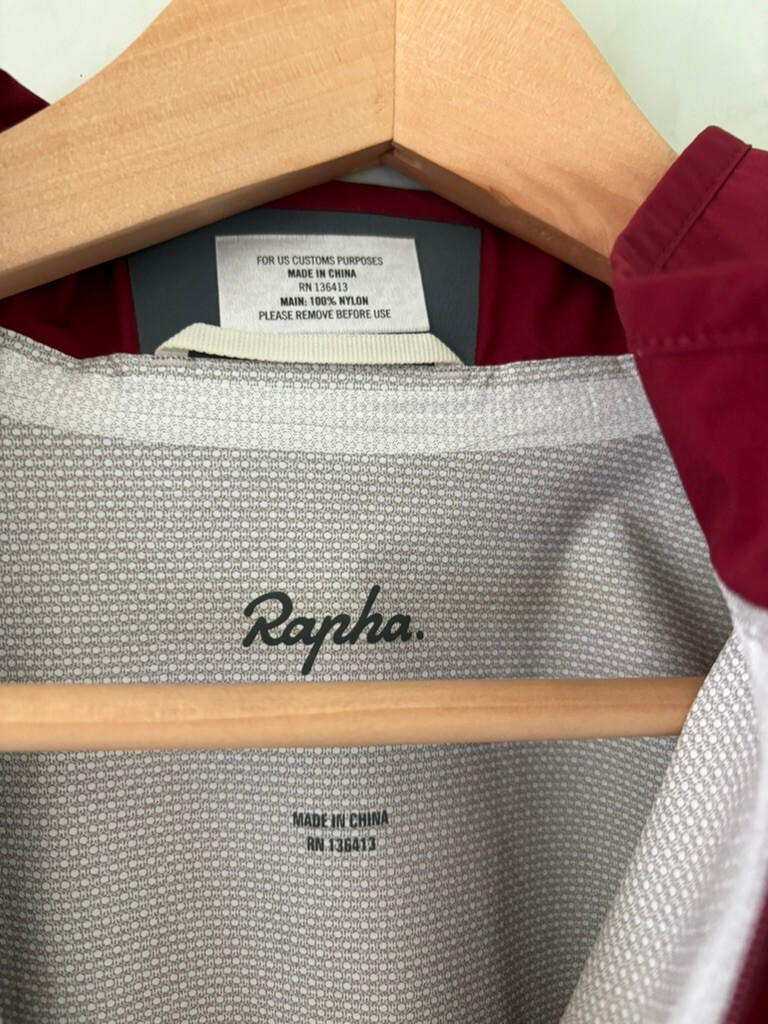 FOR US CUSTOMS PURPOSES
MADE IN CHINA
RN 136413
MAIN: 100% NYLON
PLEASE REMOVE BEFORE USE
Rapha.
MADE IN CHINA
RN 136413